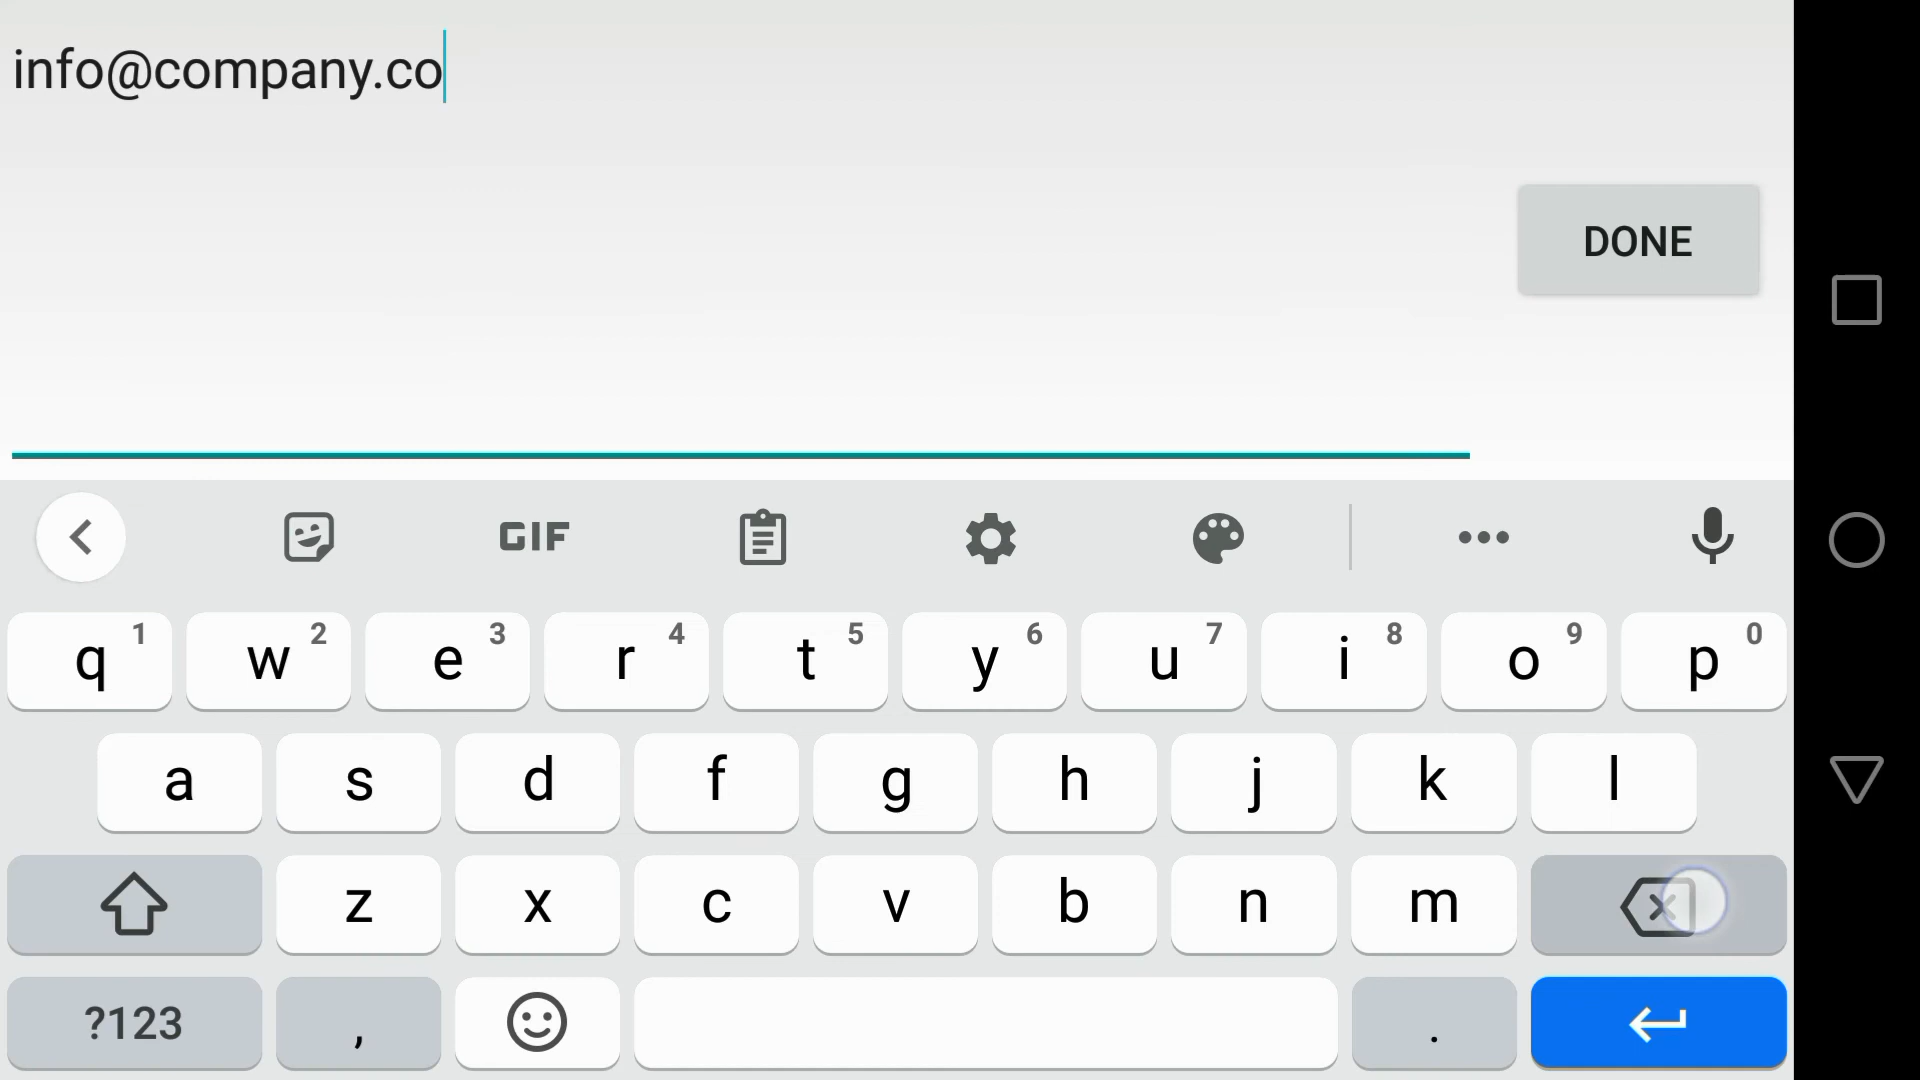 info@company.co
DONE
GIF
q 1 w 2 e 3 r 4 t 5 y 6 u 7 i 8 o 9 p 0
a s d f g h j k l
z x c v b n m
?123 , .